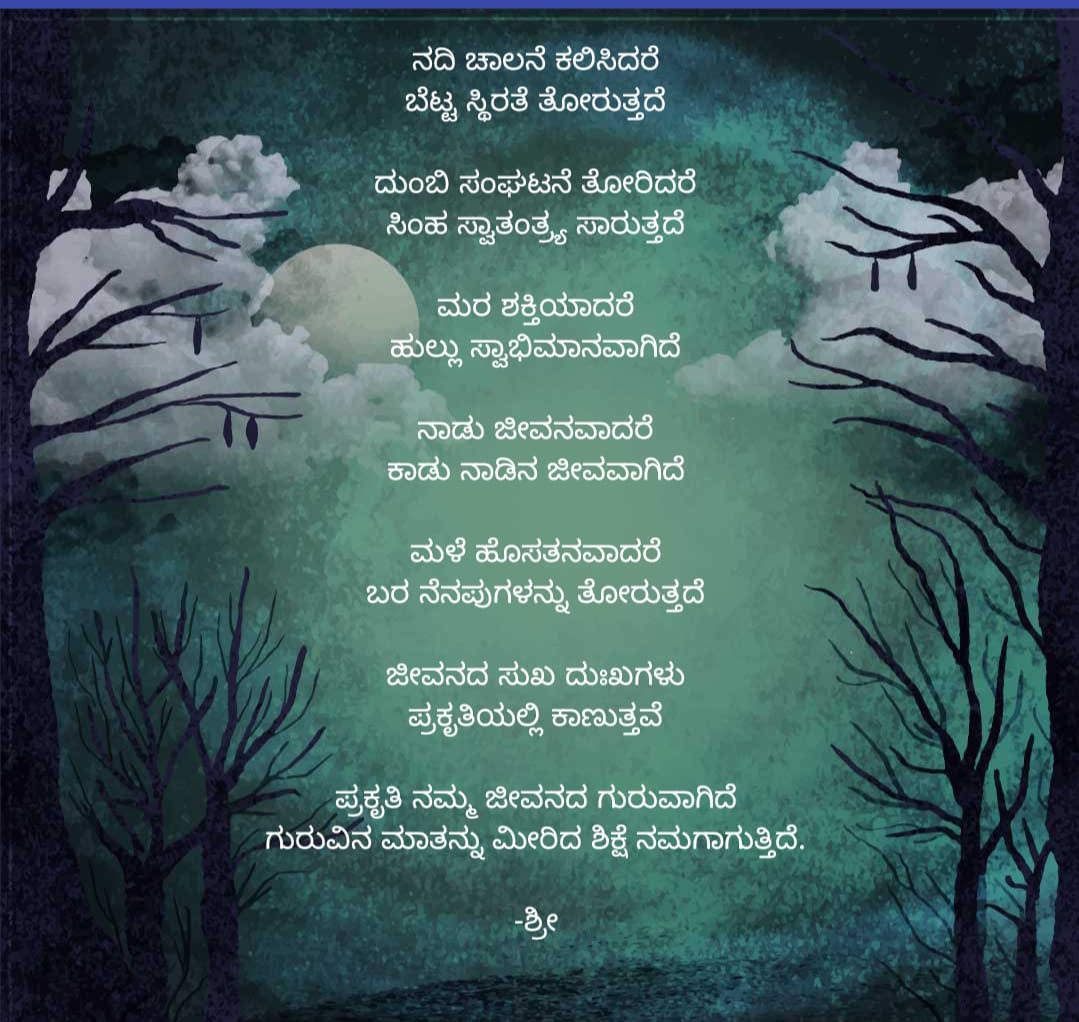 ನದಿ ಚಾಲನೆ ಕಲಿಸಿದರೆ
ಬೆಟ್ಟ ಸ್ಥಿರತೆ ತೋರುತ್ತದೆ
ದುಂಬಿ ಸಂಘಟನೆ ತೋರಿದರೆ
ಸಿಂಹ ಸ್ವಾತಂತ್ರ್ಯ ಸಾರುತ್ತದೆ
ಮರ ಶಕ್ತಿಯಾದರೆ
ಹುಲ್ಲು ಸ್ವಾಭಿಮಾನವಾಗಿದೆ
ನಾಡು ಜೀವನವಾದರೆ
ಕಾಡು ನಾಡಿನ ಜೀವವಾಗಿದೆ
ಮಳೆ ಹೊಸತನವಾದರೆ
ಬರ ನೆನಪುಗಳನ್ನು ತೋರುತ್ತದೆ
ಜೀವನದ ಸುಖ ದುಃಖಗಳು
ಪ್ರಕೃತಿಯಲ್ಲಿ ಕಾಣುತ್ತವೆ
ಪ್ರಕೃತಿ ನಮ್ಮ ಜೀವನದ ಗುರುವಾಗಿದೆ
ಗುರುವಿನ ಮಾತನ್ನು ಮೀರಿದ ಶಿಕ್ಷೆ ನಮಗಾಗುತ್ತಿದೆ.
-ಶ್ರೀ